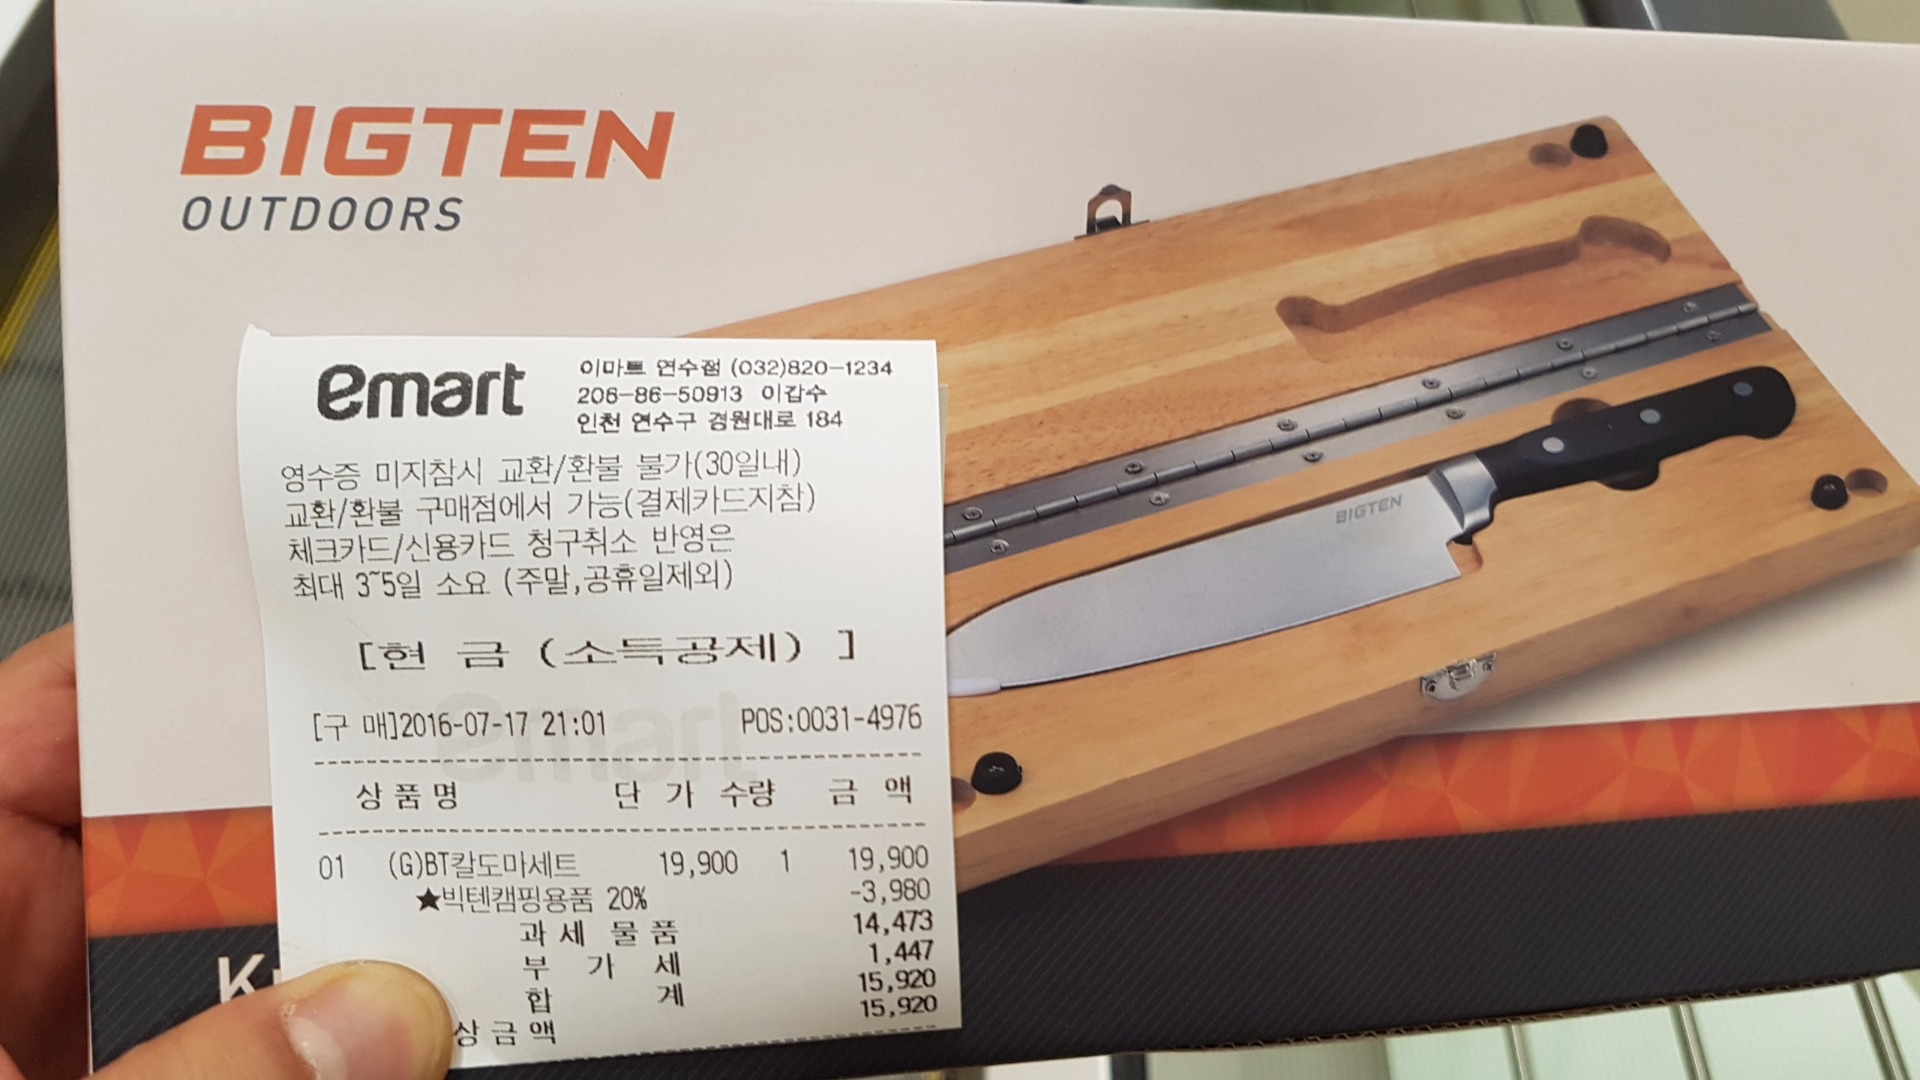 BIGTEN
OUTDOORS
BIGTEN
emart
이마트 연수점 (032)820-1234
206-86-50913 이갑수
인천 연수구 경원대로 184
영수증 미지참시 교환/환불 불가(30일내)
교환/환불 구매점에서 가능(결제카드지참)
체크카드/신용카드 청구취소 반영은
최대 3~5일 소요 (주말,공휴일제외)
[현 금 (소득공제) ]
[구 매]2016-07-17 21:01 POS:0031-4976
상 품 명 단 가 수량 금 액
01 (G)BT칼도마세트 19,900 1 19,900
★빅텐캠핑용품 20% -3,980
과 세 물 품 14,473
부 가 세 1,447
합 계 15,920
상 금 액 15,920